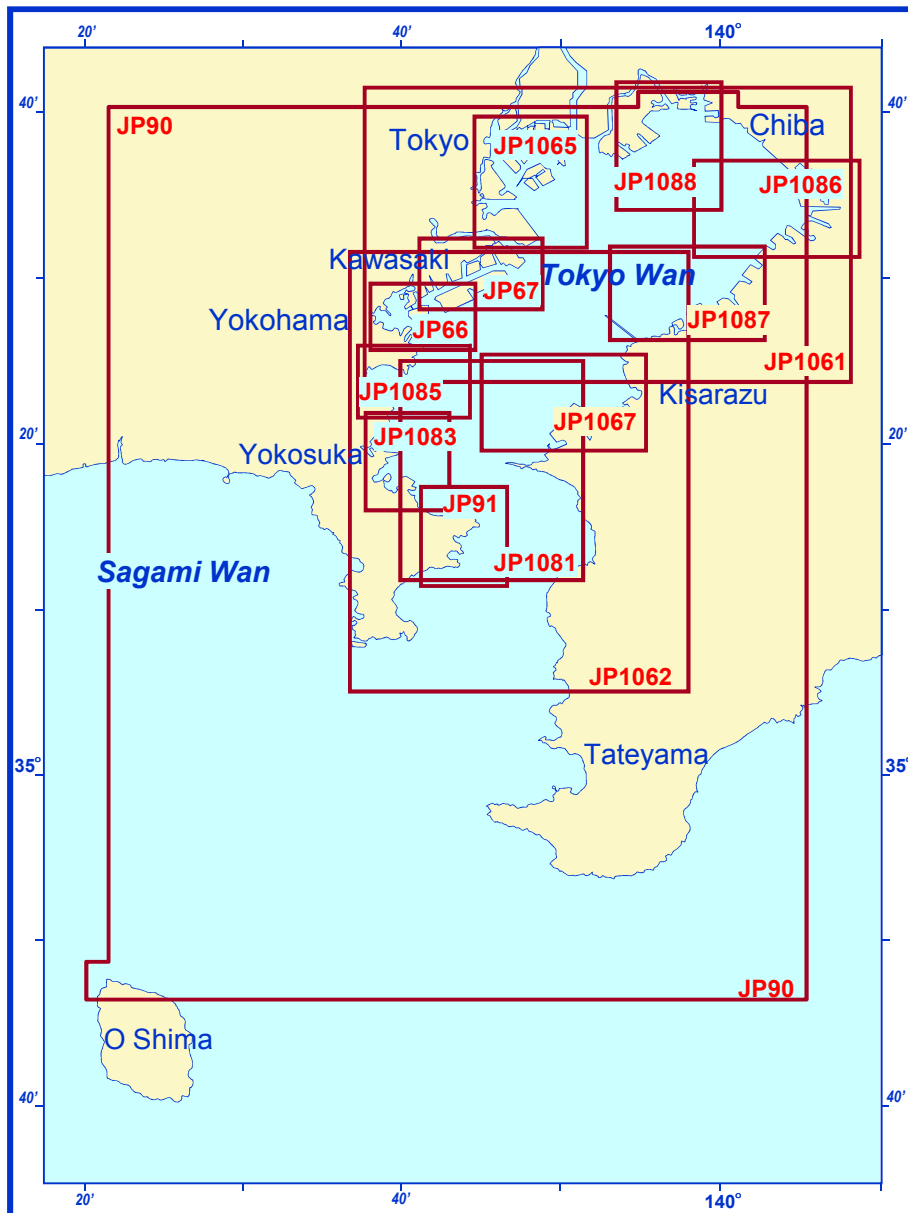 20’ 40’ 140°
40’ 40’
JP90
Chiba
Tokyo
JP1065
JP1088 JP1086
Kawasaki
Tokyo Wan
JP67
Yokohama
JP66
JP1087
JP1061
JP1085
Kisarazu
JP1067
JP1083
20’ 20’
Yokosuka
JP91
JP1081
Sagami Wan
JP1062
Tateyama
35° 35°
JP90
O Shima
40’ 40’
20’ 40’ 140°